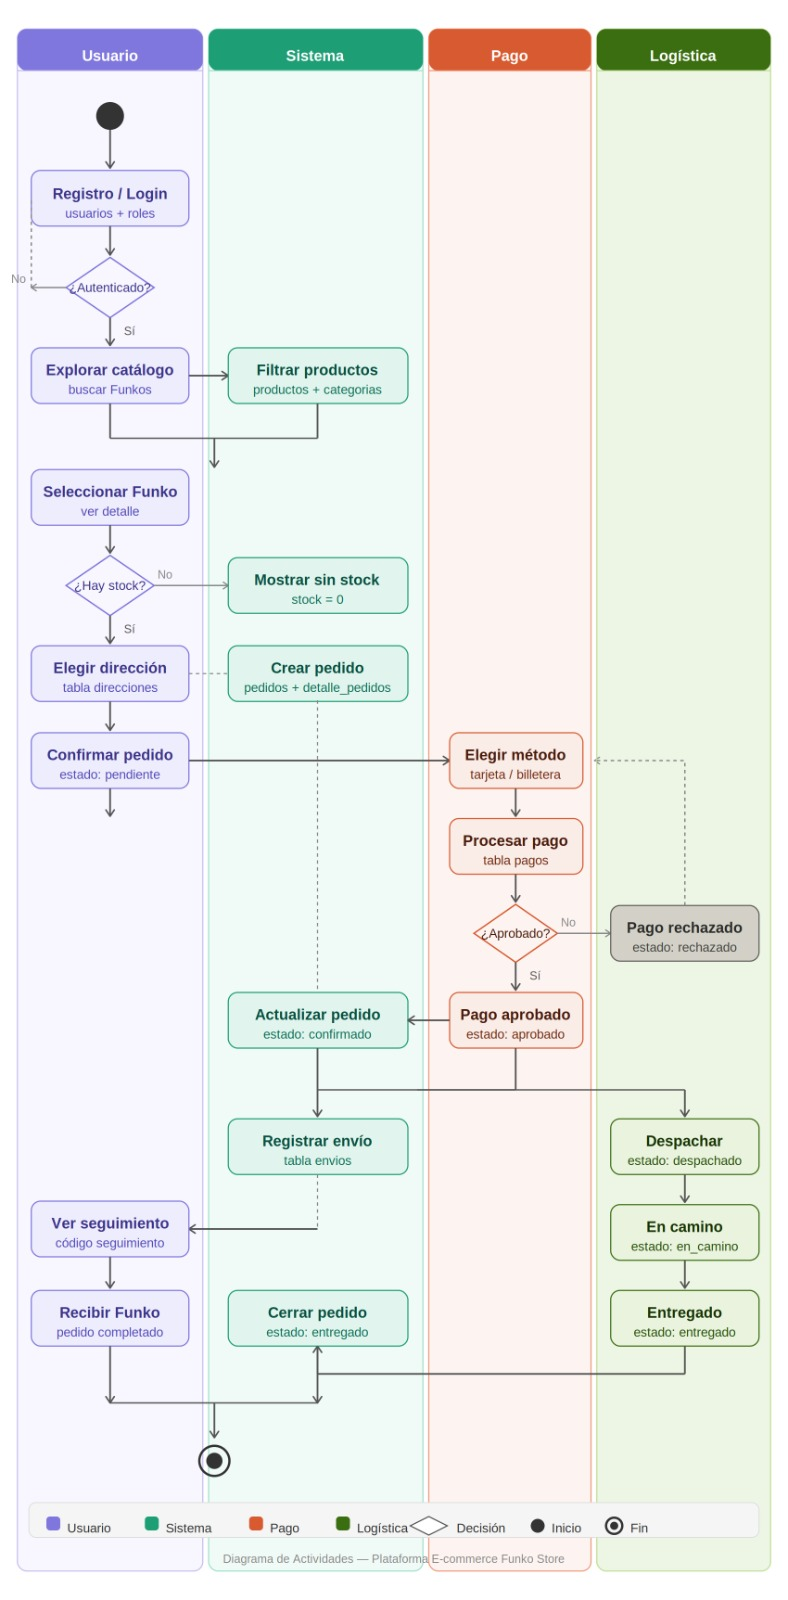 Usuario
Sistema
Pago
Logística
Registro / Login
usuarios + roles
No
¿Autenticado?
Sí
Explorar catálogo
buscar Funkos
Filtrar productos
productos + categorias
Seleccionar Funko
ver detalle
¿Hay stock?
No
Mostrar sin stock
stock = 0
Sí
Elegir dirección
tabla direcciones
Crear pedido
pedidos + detalle_pedidos
Confirmar pedido
estado: pendiente
Elegir método
tarjeta / billetera
Procesar pago
tabla pagos
¿Aprobado?
No
Pago rechazado
estado: rechazado
Sí
Actualizar pedido
estado: confirmado
Pago aprobado
estado: aprobado
Registrar envío
tabla envios
Despachar
estado: despachado
Ver seguimiento
código seguimiento
En camino
estado: en_camino
Recibir Funko
pedido completado
Cerrar pedido
estado: entregado
Entregado
estado: entregado
Usuario
Sistema
Pago
Logística
Decisión
Inicio
Fin
Diagrama de Actividades — Plataforma E-commerce Funko Store